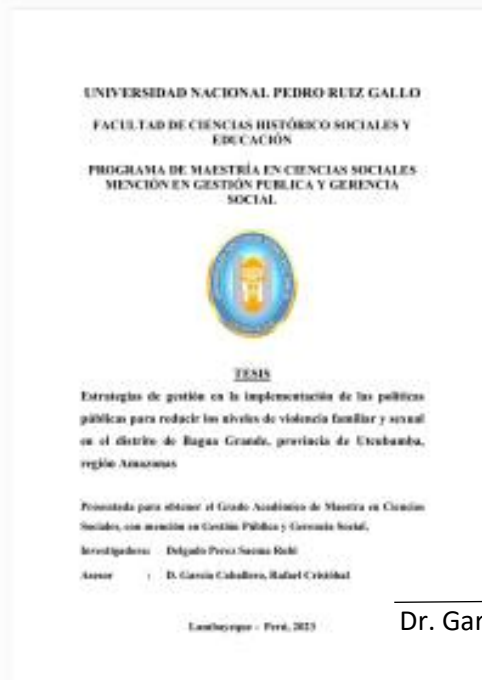 UNIVERSIDAD NACIONAL PEDRO RUIZ GALLO
FACULTAD DE CIENCIAS HISTÓRICO SOCIALES Y
EDUCACIÓN
PROGRAMA DE MAESTRÍA EN CIENCIAS SOCIALES
MENCIÓN EN GESTIÓN PUBLICA Y GERENCIA
SOCIAL
TESIS
Estrategias de gestión en la implementación de las políticas
públicas para reducir los niveles de violencia familiar y sexual
en el distrito de Bagua Grande, provincia de Utcubamba,
región Amazonas
Presentada para obtener el Grado Académico de Maestra en Ciencias
Sociales, con mención en Gestión Pública y Gerencia Social.
Investigadora: Delgado Perez Rubí
Asesor : D. García Caballero, Rafael Cristóbal
Lambayeque - Perú, 2023
Dr. Gar